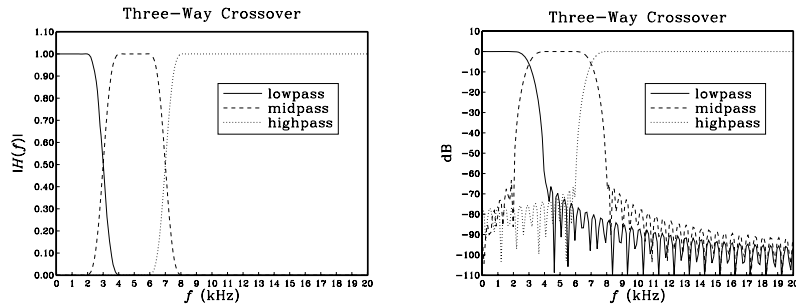 Three-Way Crossover
1.10
1.00
0.90
0.80
0.70
0.60
0.50
0.40
0.30
0.20
0.10
0.00
|H(f)|
lowpass
midpass
highpass
0 1 2 3 4 5 6 7 8 9 10 11 12 13 14 15 16 17 18 19 20
f (kHz)
Three-Way Crossover
10
0
-10
-20
-30
-40
-50
-60
-70
-80
-90
-100
-110
dB
lowpass
midpass
highpass
0 1 2 3 4 5 6 7 8 9 10 11 12 13 14 15 16 17 18 19 20
f (kHz)